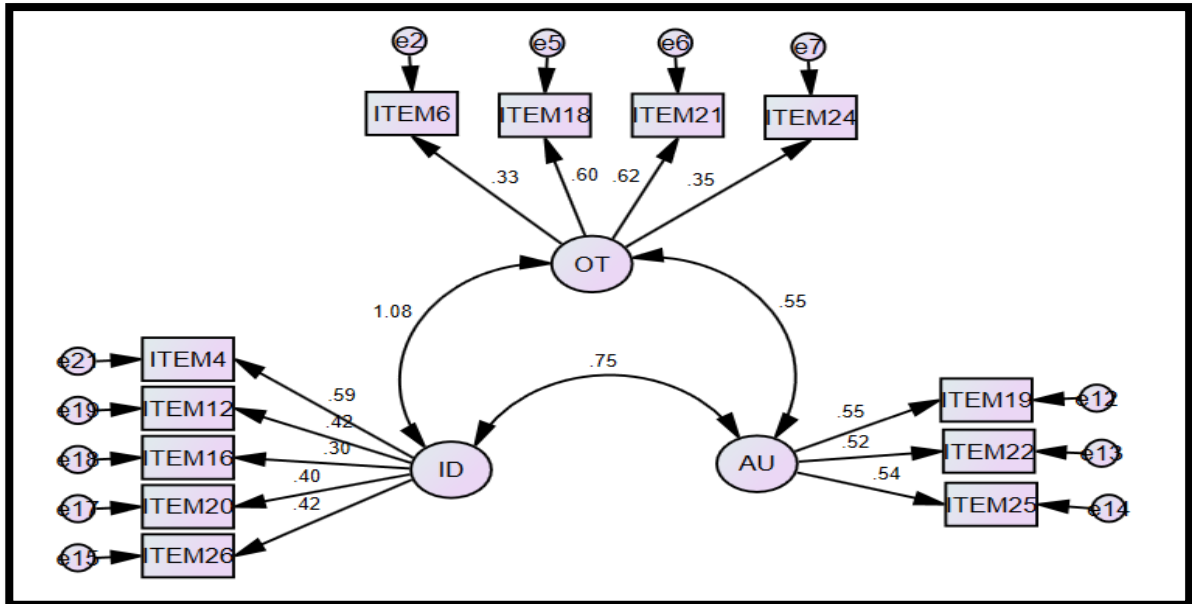 e2 e5 e6 e7
ITEM6 ITEM18 ITEM21 ITEM24
.33 .60 .62 .35
OT
1.08 .55
.75
e21 ITEM4 .59
e19 ITEM12 .42
e18 ITEM16 .30
e17 ITEM20 .40
e15 ITEM26 .42
ID
AU
.55 ITEM19 e12
.52 ITEM22 e13
.54 ITEM25 e14